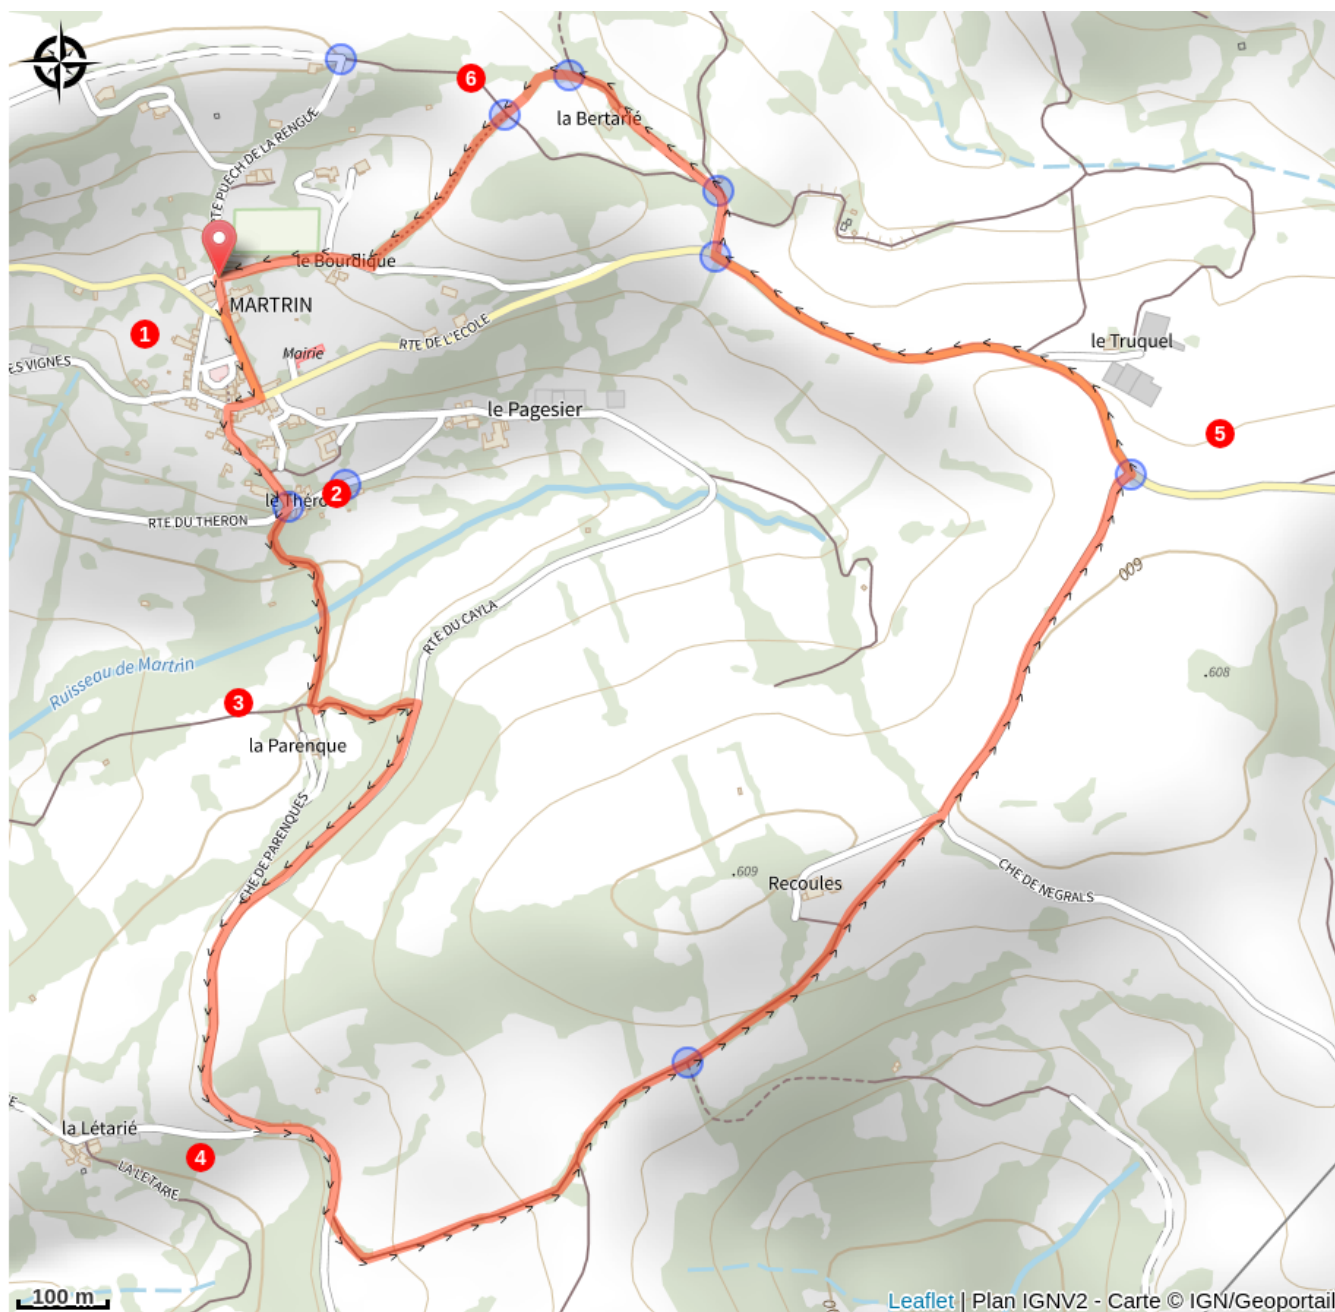 6
la Bertarié
TE PUECH DE LA RENGUE
le Bourdique
MARTRIN
1
Mairie
RTE DE L'ECOLE
le Truquel
ES VIGNES
le Pagesier
5
2
RTE DU THERON
600
RTE DU CAYLA
Ruisseau de Martrin
.608
3
la Parenque
CHE DE PARENQUES
.609
Recoules
CHE DE NEGRALS
la Létarié
4
LA LETARIE
100 m
Leaflet | Plan IGNV2 - Carte © IGN/Geoportail